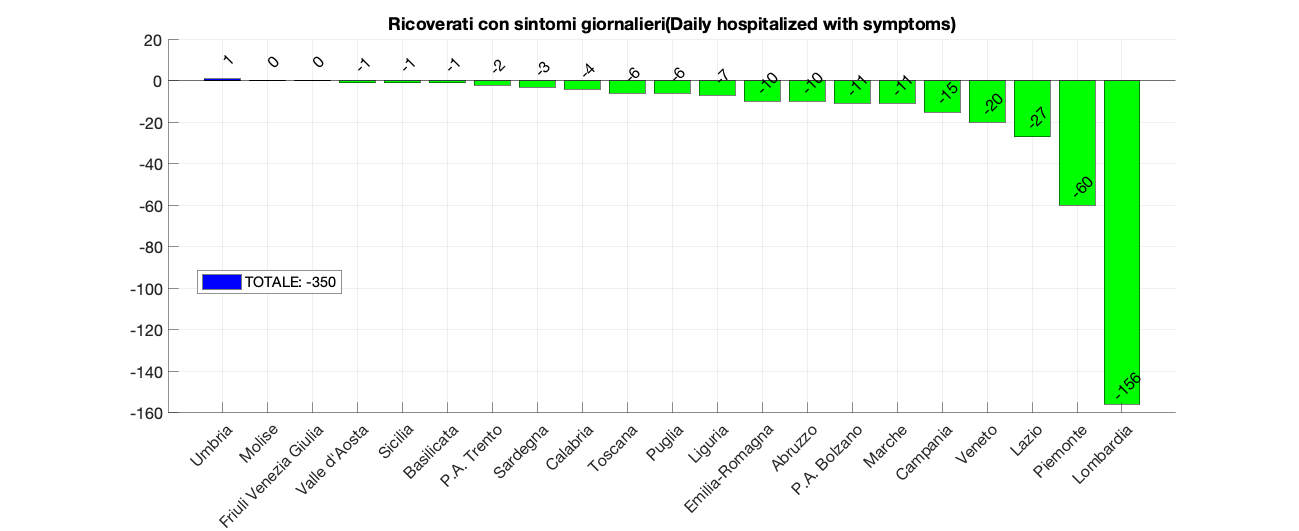 Ricoverati con sintomi giornalieri(Daily hospitalized with symptoms)
20
0
-20
-40
-60
-80
-100
-120
-140
-160
1
0
0
-1
-1
-1
-2
-3
-4
-6
-6
-7
-10
-10
-11
-11
-15
-20
-27
-60
-156
TOTALE: -350
Umbria
Molise
Friuli Venezia Giulia
Valle d'Aosta
Sicilia
Basilicata
P.A. Trento
Sardegna
Calabria
Toscana
Puglia
Liguria
Emilia-Romagna
Abruzzo
P.A. Bolzano
Marche
Campania
Veneto
Lazio
Piemonte
Lombardia